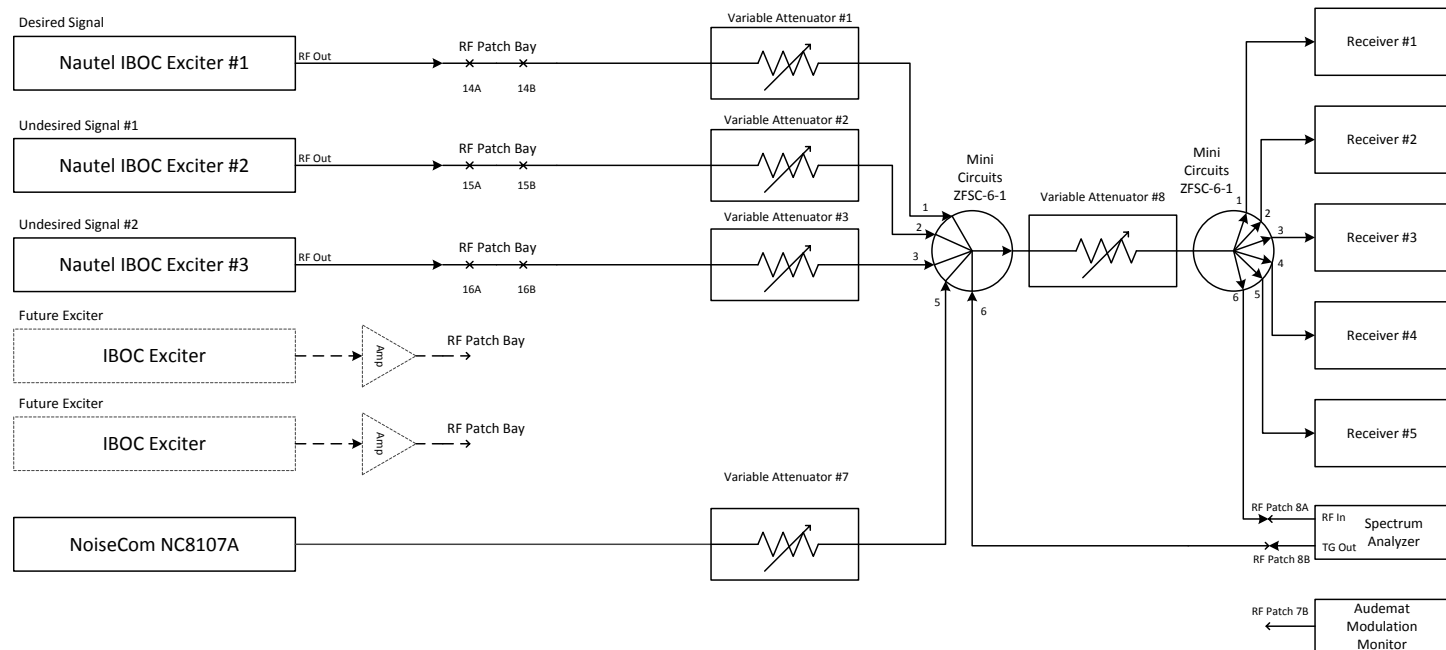 Desired Signal
Nautel IBOC Exciter #1
RF Out
RF Patch Bay
14A
14B
Variable Attenuator #1
Undesired Signal #1
Nautel IBOC Exciter #2
RF Out
RF Patch Bay
15A
15B
Variable Attenuator #2
Undesired Signal #2
Nautel IBOC Exciter #3
RF Out
RF Patch Bay
16A
16B
Variable Attenuator #3
Future Exciter
IBOC Exciter
Amp
RF Patch Bay
Future Exciter
IBOC Exciter
Amp
RF Patch Bay
NoiseCom NC8107A
Variable Attenuator #7
Mini
Circuits
ZFSC-6-1
1
2
3
5
6
Variable Attenuator #8
Mini
Circuits
ZFSC-6-1
1
2
3
4
5
6
Receiver #1
Receiver #2
Receiver #3
Receiver #4
Receiver #5
RF Patch 8A
RF In
TG Out
RF Patch 8B
Spectrum
Analyzer
RF Patch 7B
Audemat
Modulation
Monitor